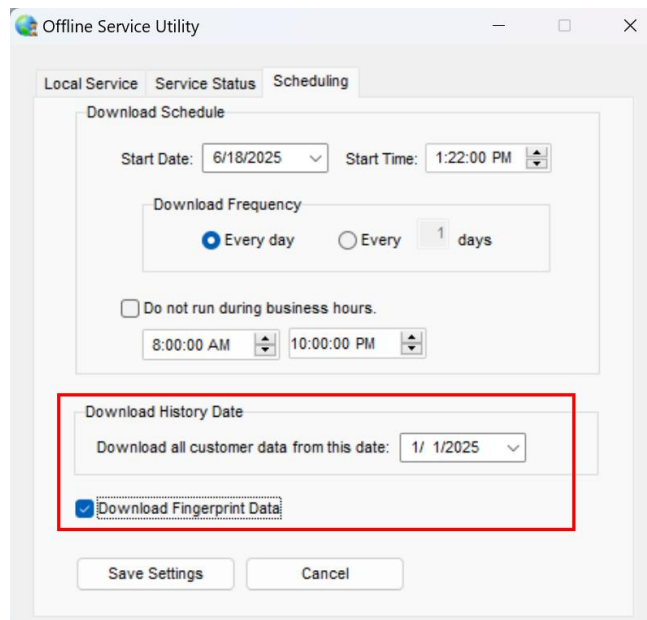 Offline Service Utility
Local Service Service Status Scheduling
Download Schedule
Start Date: 6/18/2025 Start Time: 1:22:00 PM
Download Frequency
Every day Every 1 days
Do not run during business hours.
8:00:00 AM 10:00:00 PM
Download History Date
Download all customer data from this date: 1/ 1/2025
Download Fingerprint Data
Save Settings Cancel